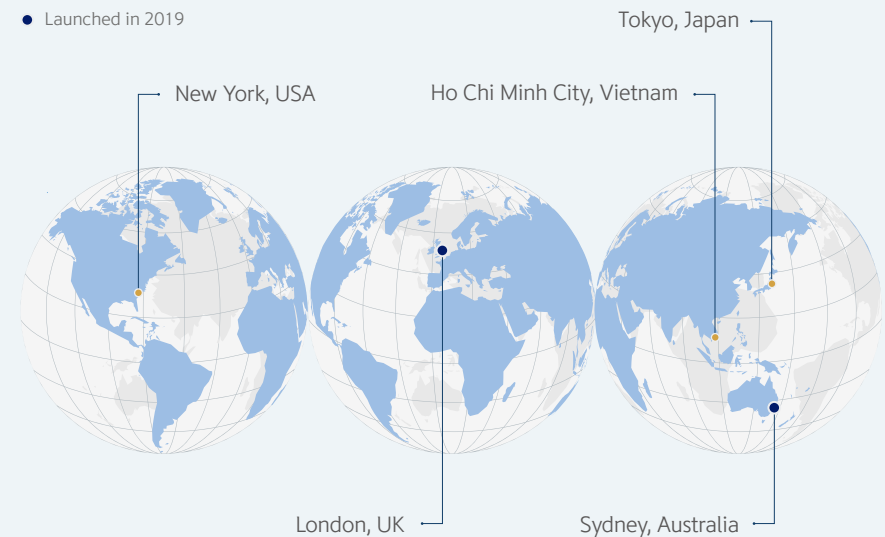 Launched in 2019
Tokyo, Japan
New York, USA
Ho Chi Minh City, Vietnam
London, UK
Sydney, Australia